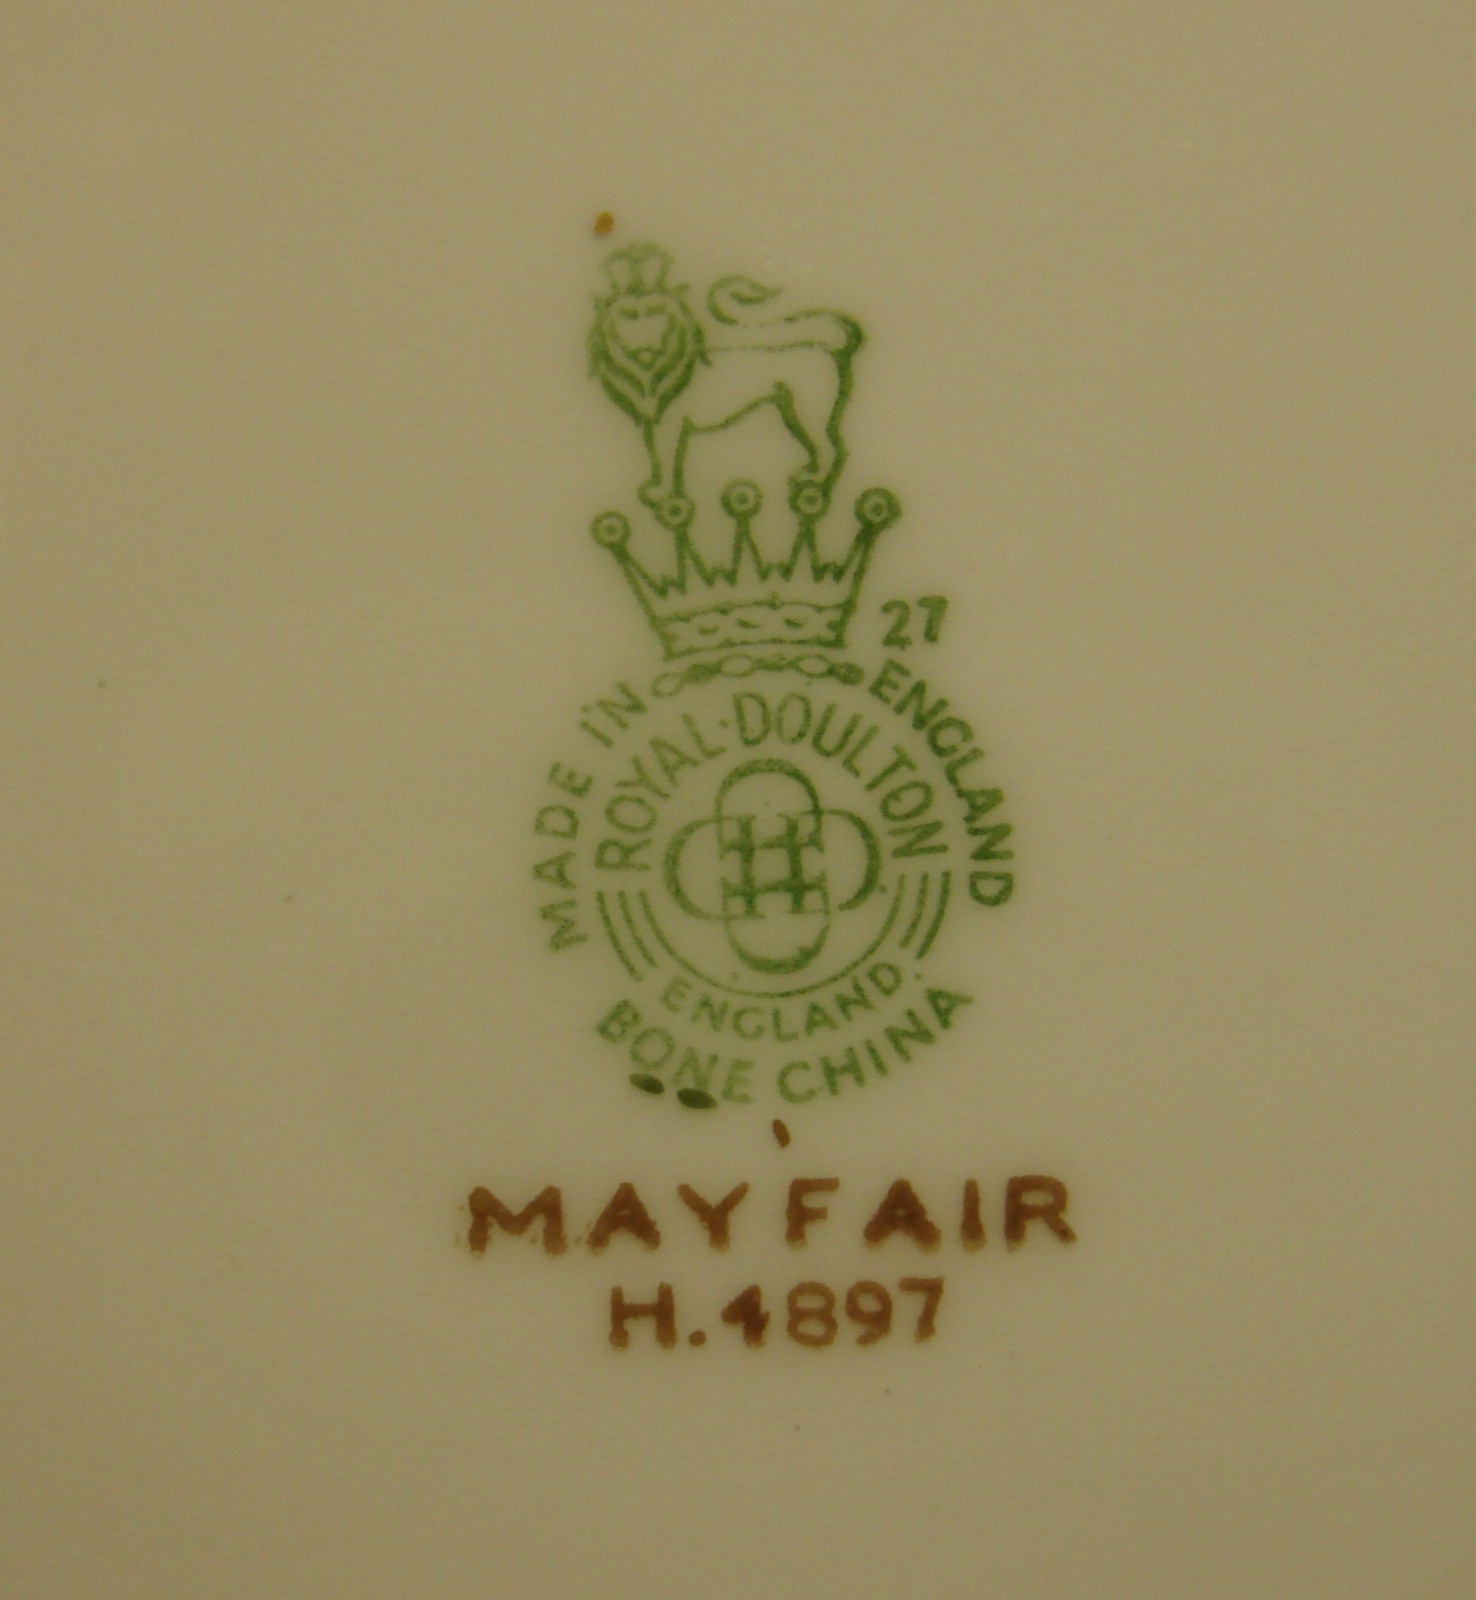 27
MADE IN ENGLAND
ROYAL·DOULTON
ENGLAND.
BONE CHINA
MAYFAIR
H.4897